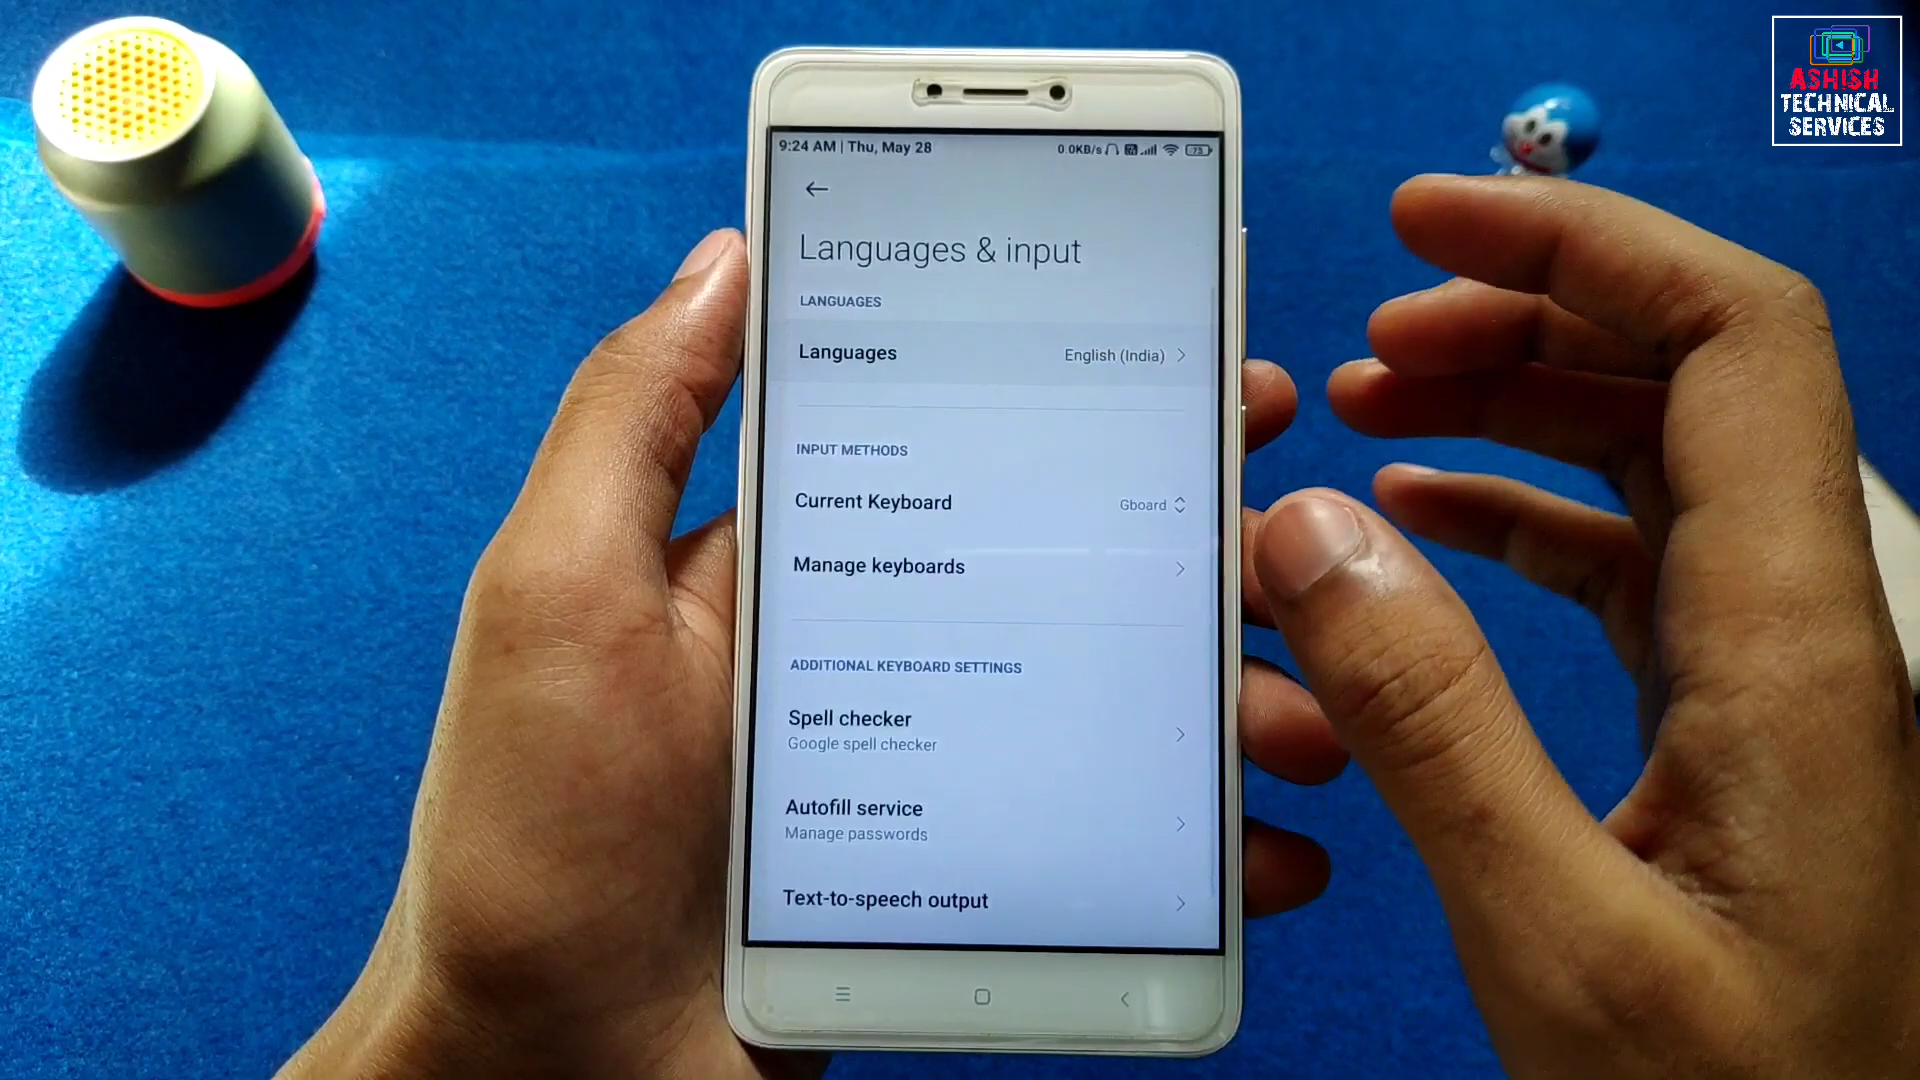 ASHISH
TECHNICAL
SERVICES
9:24 AM | Thu, May 28
0.0KB/s
73
Languages & input
LANGUAGES
Languages
English (India)
INPUT METHODS
Current Keyboard
Gboard
Manage keyboards
ADDITIONAL KEYBOARD SETTINGS
Spell checker
Google spell checker
Autofill service
Manage passwords
Text-to-speech output